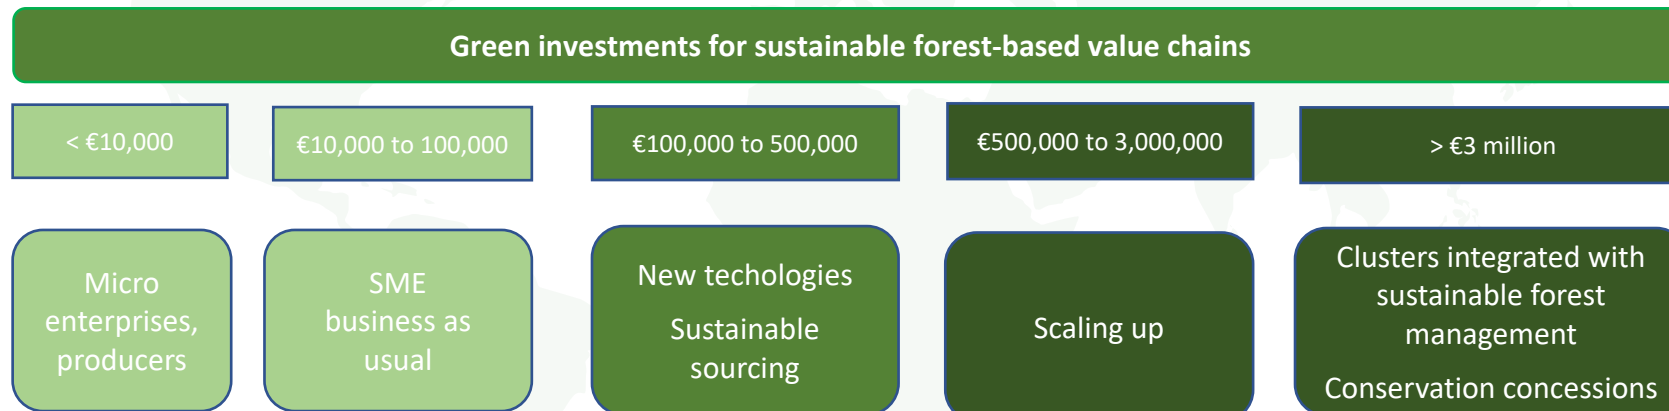 Green investments for sustainable forest-based value chains
< €10,000
€10,000 to 100,000
€100,000 to 500,000
€500,000 to 3,000,000
> €3 million
Micro
enterprises,
producers
SME
business as
usual
New techologies
Sustainable
sourcing
Scaling up
Clusters integrated with
sustainable forest
management
Conservation concessions